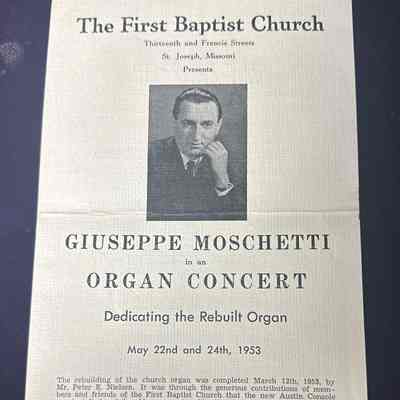 The First Baptist Church
Thirteenth and Francis Streets
St. Joseph, Missouri
Presents
GIUSEPPE MOSCHETTI
in an
ORGAN CONCERT
Dedicating the Rebuilt Organ
May 22nd and 24th, 1953
The rebuilding of the church organ was completed March 12th, 1953, by
Mr. Peter E. Nielsen. It was through the generous contributions of mem-
bers and friends of the First Baptist Church that the new Austin Console